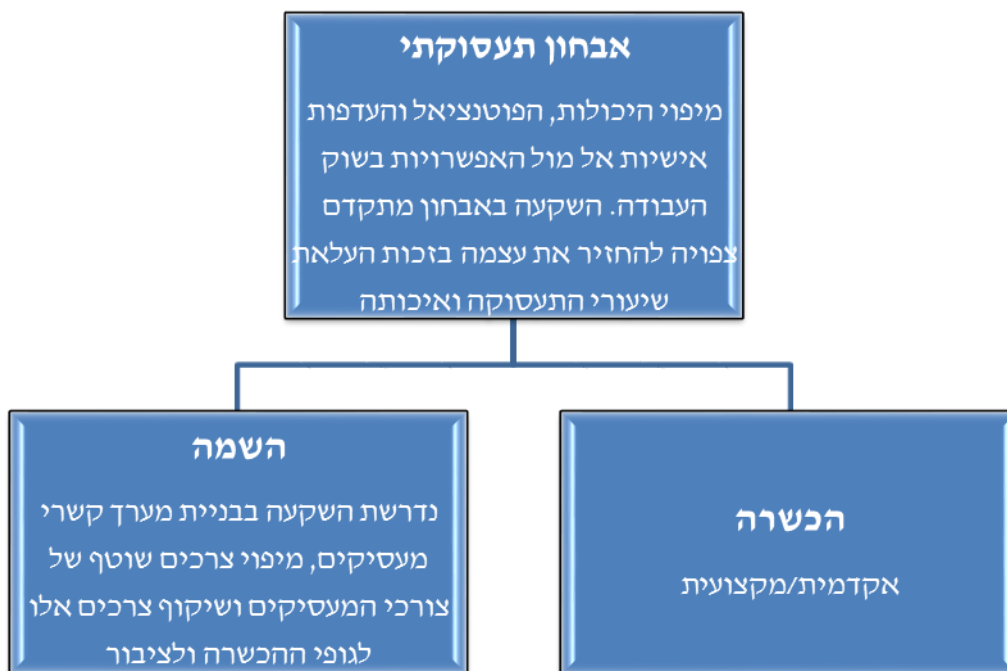 אבחון תעסוקתי
מיפוי היכולות, הפוטנציאל והעדפות
אישיות אל מול האפשרויות בשוק
העבודה. השקעה באבחון מתקדם
צפויה להחזיר את עצמה בזכות העלאת
שיעורי התעסוקה ואיכותה
הכשרה
אקדמית/מקצועית
השמה
נדרשת השקעה בבניית מערך קשרי
מעסיקים, מיפוי צרכים שוטף של
צורכי המעסיקים ושיקוף צרכים אלו
לגופי ההכשרה ולציבור